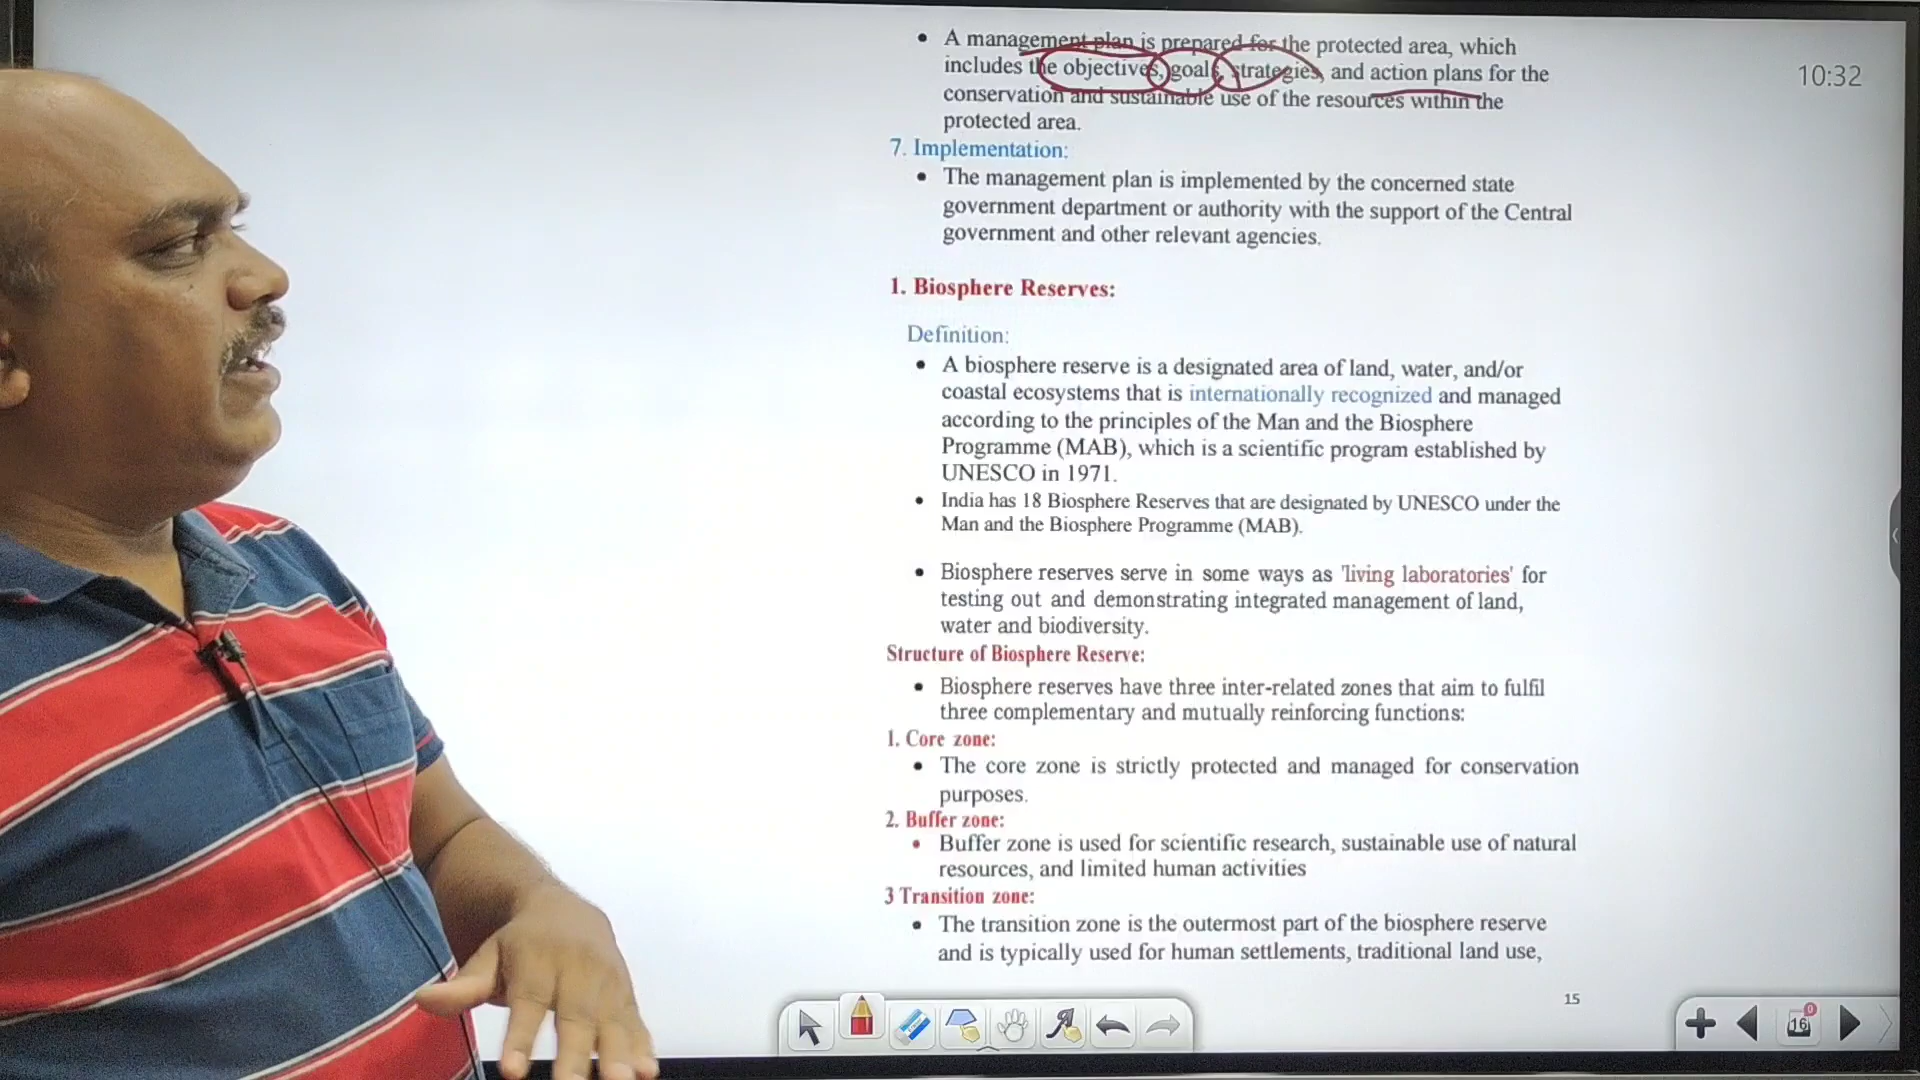 • A management plan is prepared for the protected area, which
includes the objectives, goals, strategies, and action plans for the
conservation and sustainable use of the resources within the
protected area.
10:32
7. Implementation:
• The management plan is implemented by the concerned state
government department or authority with the support of the Central
government and other relevant agencies.
1. Biosphere Reserves:
Definition:
• A biosphere reserve is a designated area of land, water, and/or
coastal ecosystems that is internationally recognized and managed
according to the principles of the Man and the Biosphere
Programme (MAB), which is a scientific program established by
UNESCO in 1971.
• India has 18 Biosphere Reserves that are designated by UNESCO under the
Man and the Biosphere Programme (MAB).
• Biosphere reserves serve in some ways as 'living laboratories' for
testing out and demonstrating integrated management of land,
water and biodiversity.
Structure of Biosphere Reserve:
• Biosphere reserves have three inter-related zones that aim to fulfil
three complementary and mutually reinforcing functions:
1. Core zone:
• The core zone is strictly protected and managed for conservation
purposes.
2. Buffer zone:
• Buffer zone is used for scientific research, sustainable use of natural
resources, and limited human activities
3 Transition zone:
• The transition zone is the outermost part of the biosphere reserve
and is typically used for human settlements, traditional land use,
15
16
0